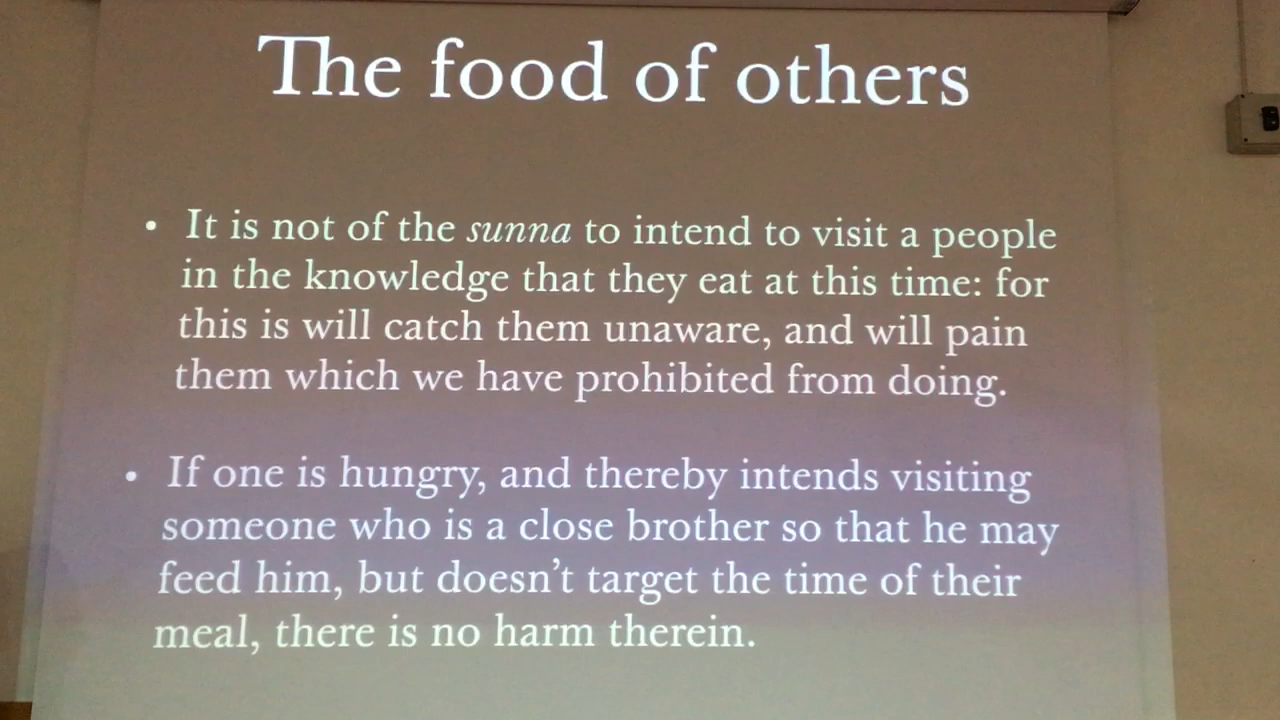 The food of others
• It is not of the sunna to intend to visit a people
in the knowledge that they eat at this time: for
this is will catch them unaware, and will pain
them which we have prohibited from doing.
• If one is hungry, and thereby intends visiting
someone who is a close brother so that he may
feed him, but doesn't target the time of their
meal, there is no harm therein.